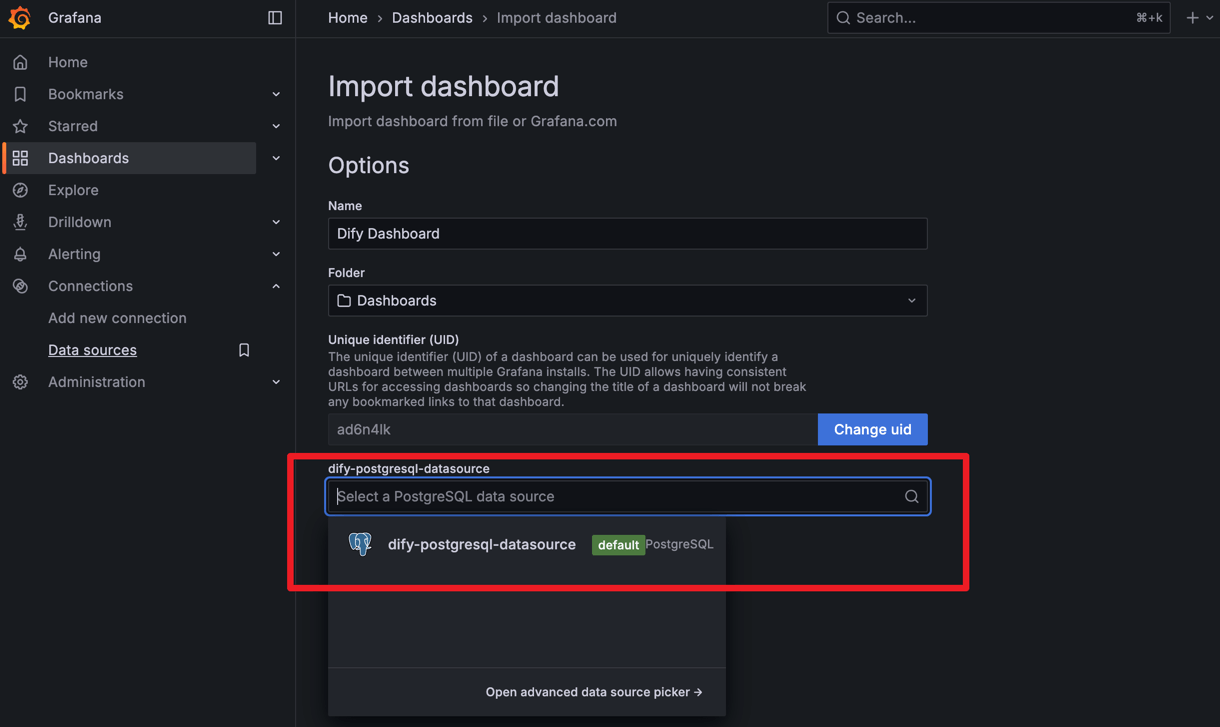 Grafana
Home
Bookmarks
Starred
Dashboards
Explore
Drilldown
Alerting
Connections
Add new connection
Data sources
Administration
Home › Dashboards › Import dashboard
Search...
⌘+k
Import dashboard
Import dashboard from file or Grafana.com
Options
Name
Dify Dashboard
Folder
Dashboards
Unique identifier (UID)
The unique identifier (UID) of a dashboard can be used for uniquely identify a
dashboard between multiple Grafana installs. The UID allows having consistent
URLs for accessing dashboards so changing the title of a dashboard will not break
any bookmarked links to that dashboard.
ad6n4lk
Change uid
dify-postgresql-datasource
Select a PostgreSQL data source
dify-postgresql-datasource default PostgreSQL
Open advanced data source picker →